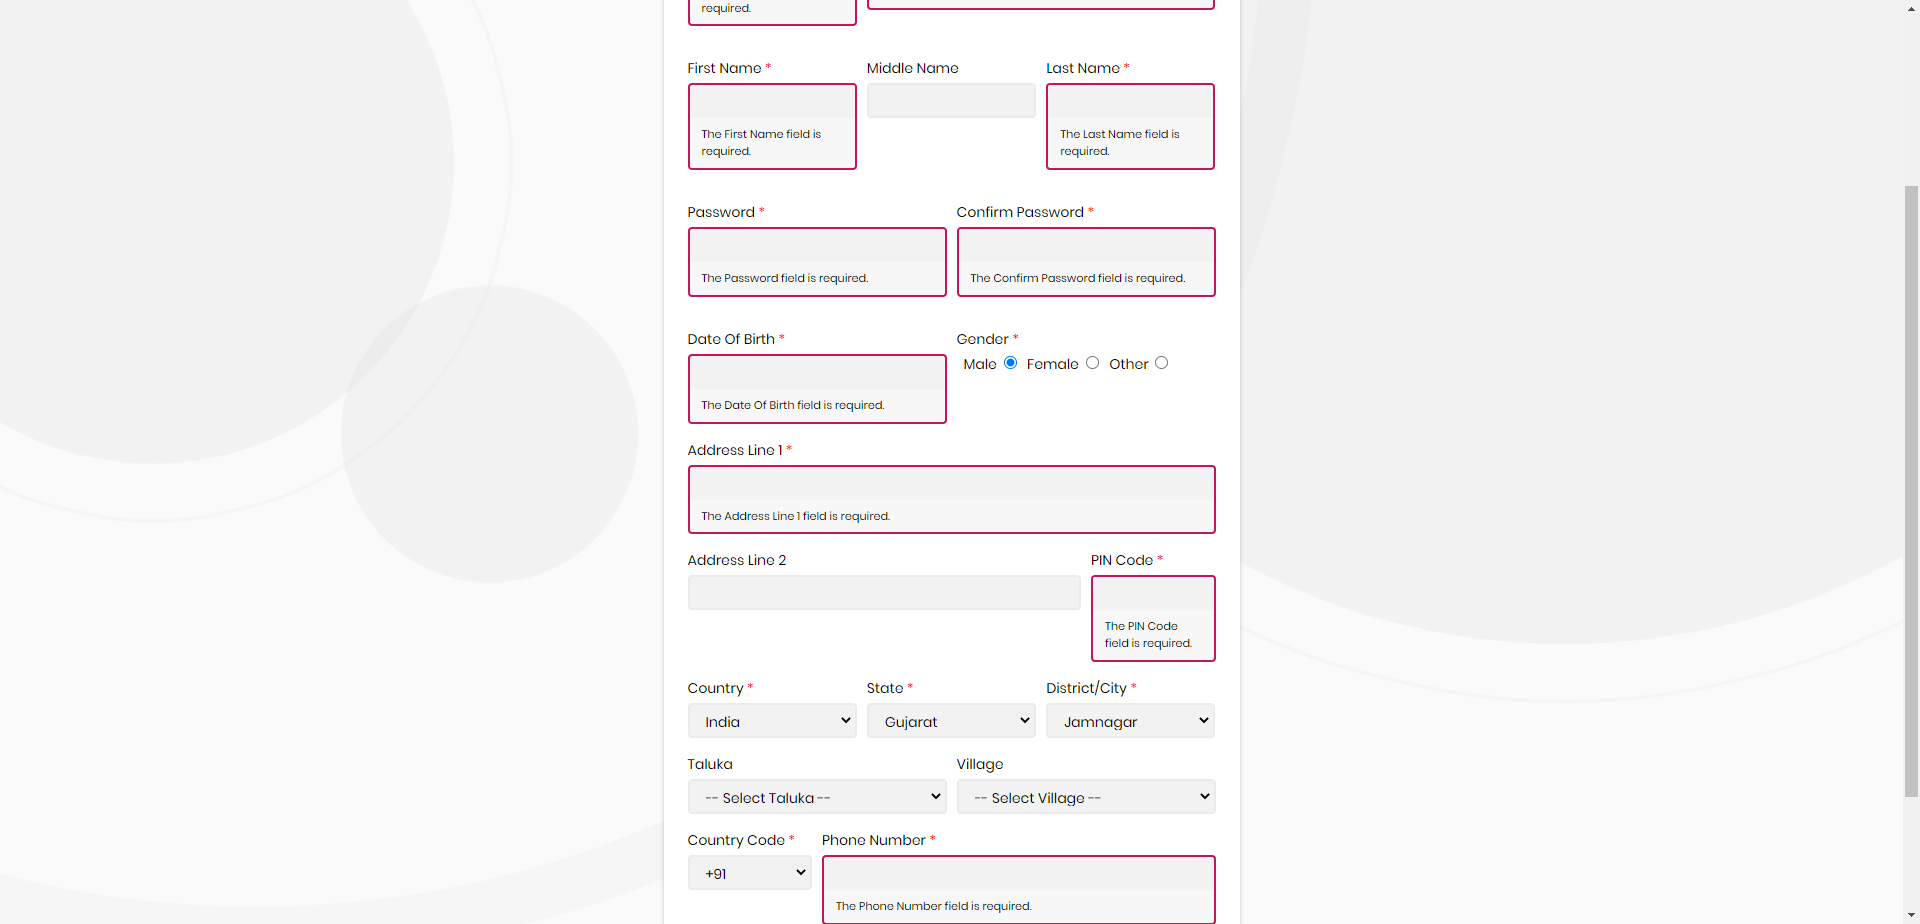 required.
First Name * Middle Name Last Name *
The First Name field is required. The Last Name field is required.
Password * Confirm Password *
The Password field is required. The Confirm Password field is required.
Date Of Birth * Gender *
Male Female Other
The Date Of Birth field is required.
Address Line 1 *
The Address Line 1 field is required.
Address Line 2 PIN Code *
The PIN Code
field is required.
Country * State * District/City *
India Gujarat Jamnagar
Taluka Village
-- Select Taluka -- -- Select Village --
Country Code * Phone Number *
+91
The Phone Number field is required.